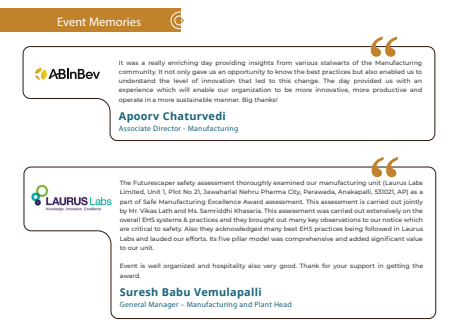 Event Memories
ABInBev
It was a really enriching day providing insights from various stalwarts of the Manufacturing
community. It not only gave us an opportunity to know the best practices but also enabled us to
understand the level of innovation that led to this change. The day provided us with an
experience which will enable our organization to be more innovative, more productive and
operate in a more sustainable manner. Big thanks!
Apoorv Chaturvedi
Associate Director - Manufacturing
LAURUS Labs
Knowledge. Innovation. Excellence
The Futurescaper safety assessment thoroughly examined our manufacturing unit (Laurus Labs
Limited, Unit 1, Plot No 21, Jawaharlal Nehru Pharma City, Parawada, Anakapalli, 531021, AP) as a
part of Safe Manufacturing Excellence Award assessment. This assessment is carried out jointly
by Mr. Vikas Lath and Ms. Samriddhi Khasaria. This assessment was carried out extensively on the
overall EHS systems & practices and they brought out many key observations to our notice which
are critical to safety. Also they acknowledged many best EHS practices being followed in Laurus
Labs and lauded our efforts. Its five pillar model was comprehensive and added significant value
to our unit.
Event is well organized and hospitality also very good. Thank for your support in getting the
award.
Suresh Babu Vemulapalli
General Manager – Manufacturing and Plant Head